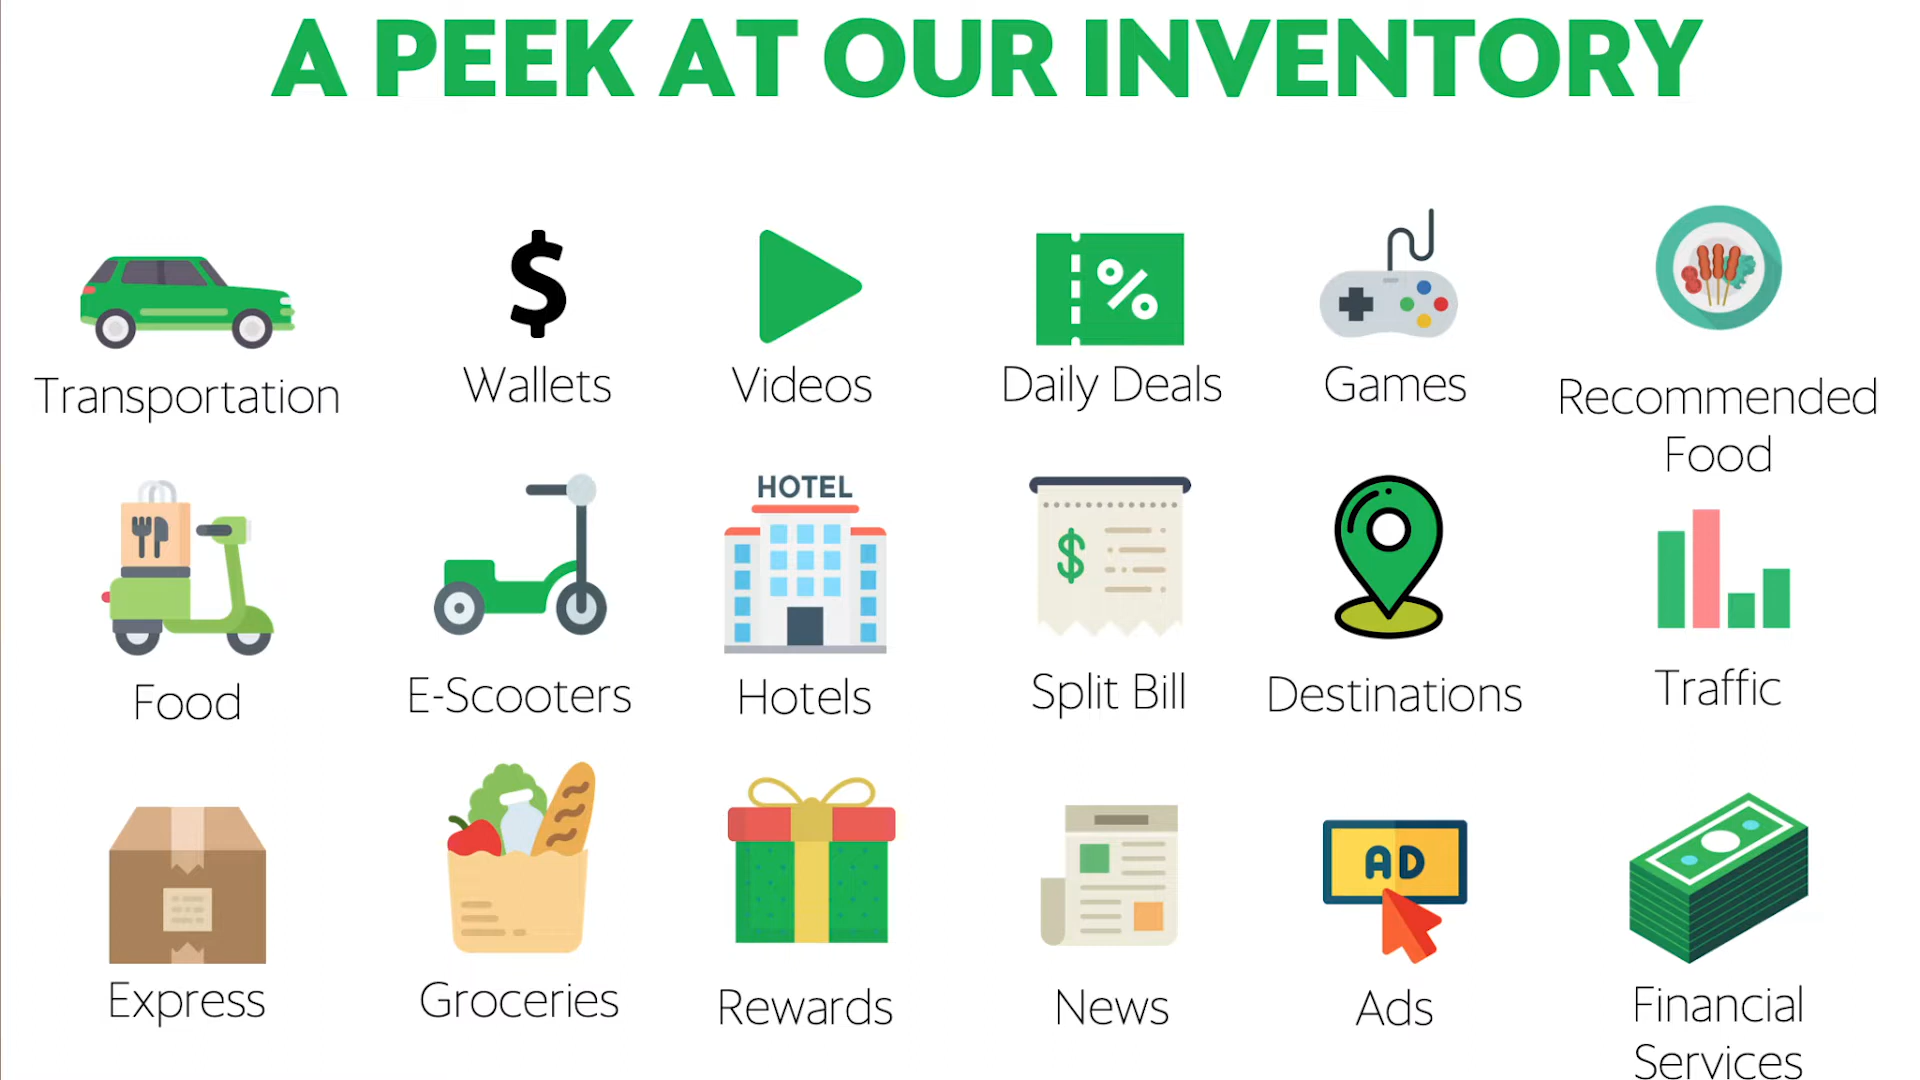 A PEEK AT OUR INVENTORY
$
%
Transportation
Wallets
Videos
Daily Deals
Games
Recommended
Food
HOTEL
$
Food
E-Scooters
Hotels
Split Bill
Destinations
Traffic
AD
Express
Groceries
Rewards
News
Ads
Financial
Services